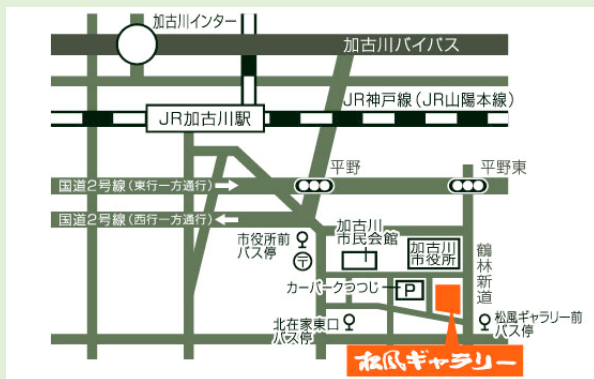 加古川インター
加古川バイパス
JR神戸線(JR山陽本線)
JR加古川駅
平野
平野東
国道2号線(東行一方通行)
国道2号線(西行一方通行)
市役所前
バス停
加古川
市民会館
加古川
市役所
鶴林新道
カーパークつつじ
P
北在家東口
バス停
松風ギャラリー前
バス停
松風ギャラリー